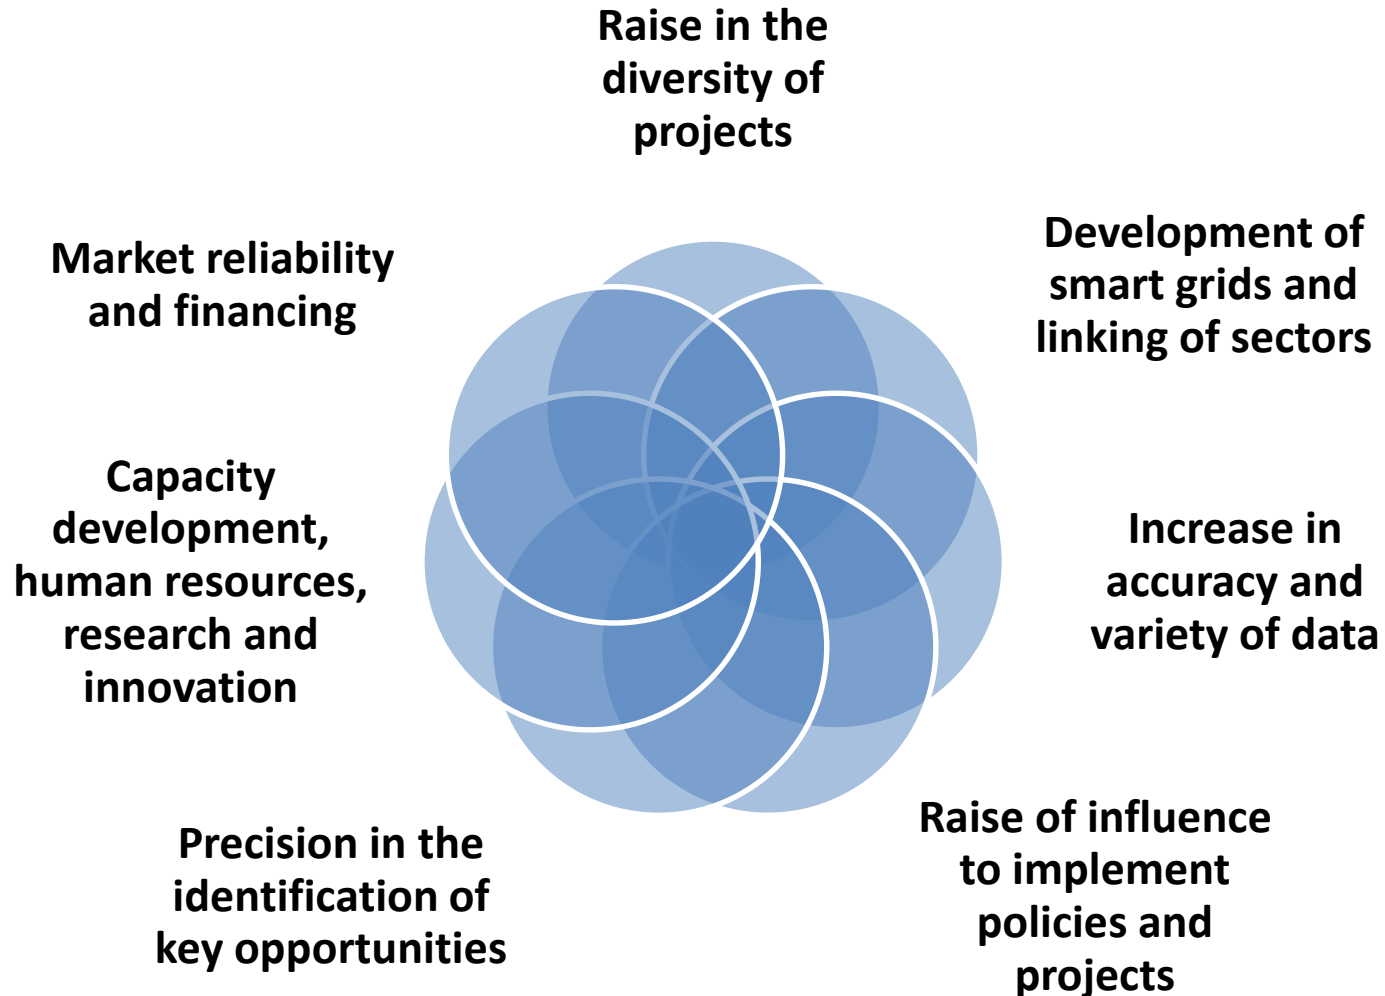 Raise in the
diversity of
projects
Development of
smart grids and
linking of sectors
Increase in
accuracy and
variety of data
Raise of influence
to implement
policies and
projects
Precision in the
identification of
key opportunities
Capacity
development,
human resources,
research and
innovation
Market reliability
and financing